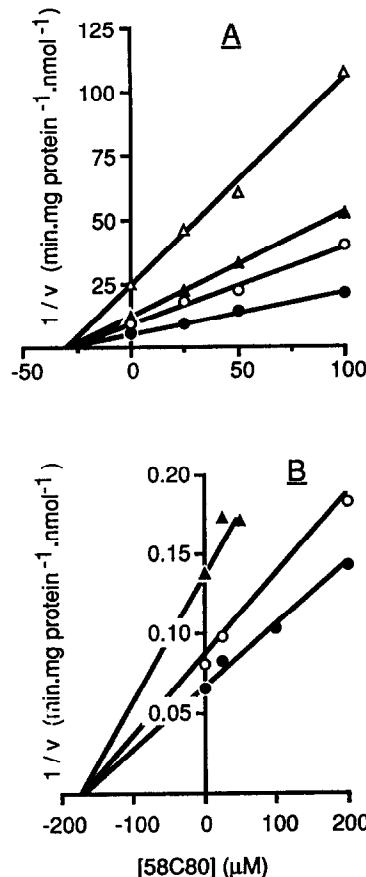 A
125
100
75
50
25
1 / v (min.mg protein⁻¹.nmol⁻¹)
-50 0 50 100
B
0.20
0.15
0.10
0.05
1 / v (min.mg protein⁻¹.nmol⁻¹)
-200 -100 0 100 200
[58C80] (μM)